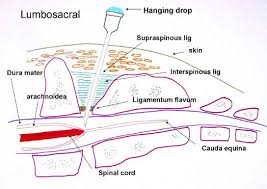 Lumbosacral
Hanging drop
Supraspinous lig
skin
Interspinous lig
Dura mater
arachnoidea
Ligamentum flavum
Cauda equina
Spinal cord